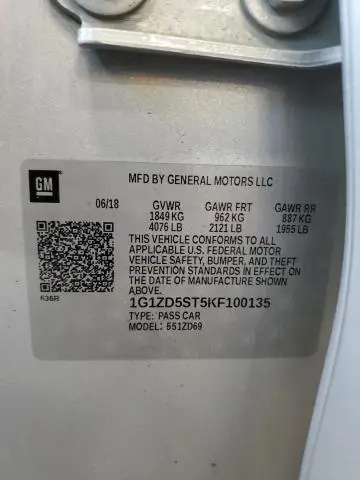 GM
MFD BY GENERAL MOTORS LLC
06/18 GVWR GAWR FRT GAWR RR
1849 KG 962 KG 887 KG
4076 LB 2121 LB 1955 LB
THIS VEHICLE CONFORMS TO ALL
APPLICABLE U.S. FEDERAL MOTOR
VEHICLE SAFETY, BUMPER, AND THEFT
PREVENTION STANDARDS IN EFFECT ON
THE DATE OF MANUFACTURE SHOWN
ABOVE.
636R
1G1ZD5ST5KF100135
TYPE: PASS CAR
MODEL: 551ZD69